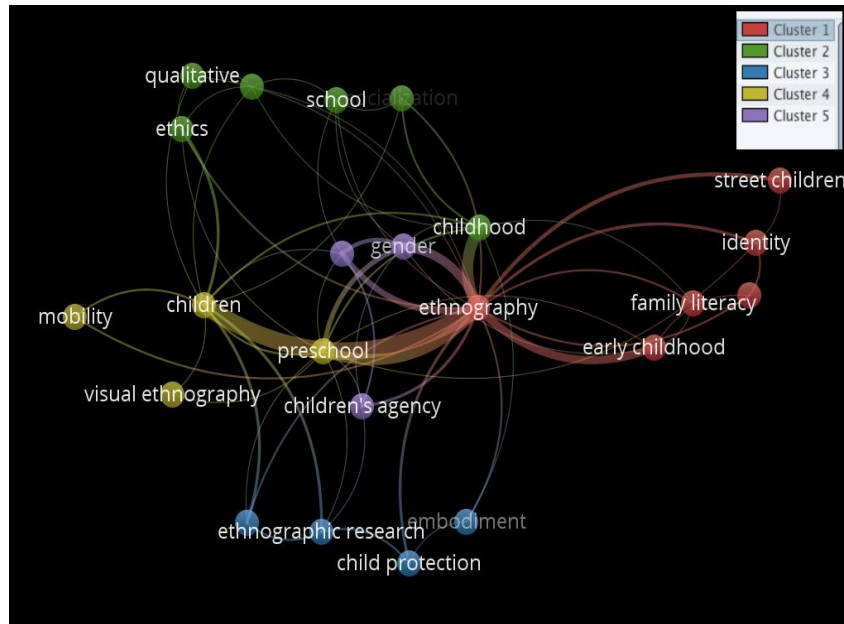 Cluster 1
Cluster 2
Cluster 3
Cluster 4
Cluster 5
qualitative
school
ethics
street children
childhood
identity
gender
children
ethnography
family literacy
mobility
preschool
early childhood
visual ethnography
children's agency
ethnographic research
embodiment
child protection